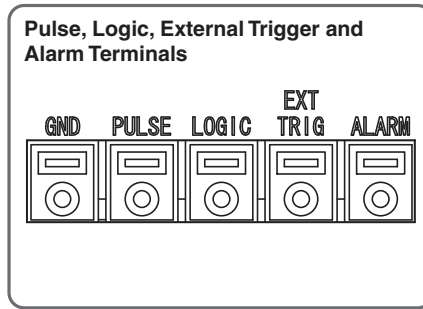 Pulse, Logic, External Trigger and
Alarm Terminals
EXT
GND PULSE LOGIC TRIG ALARM